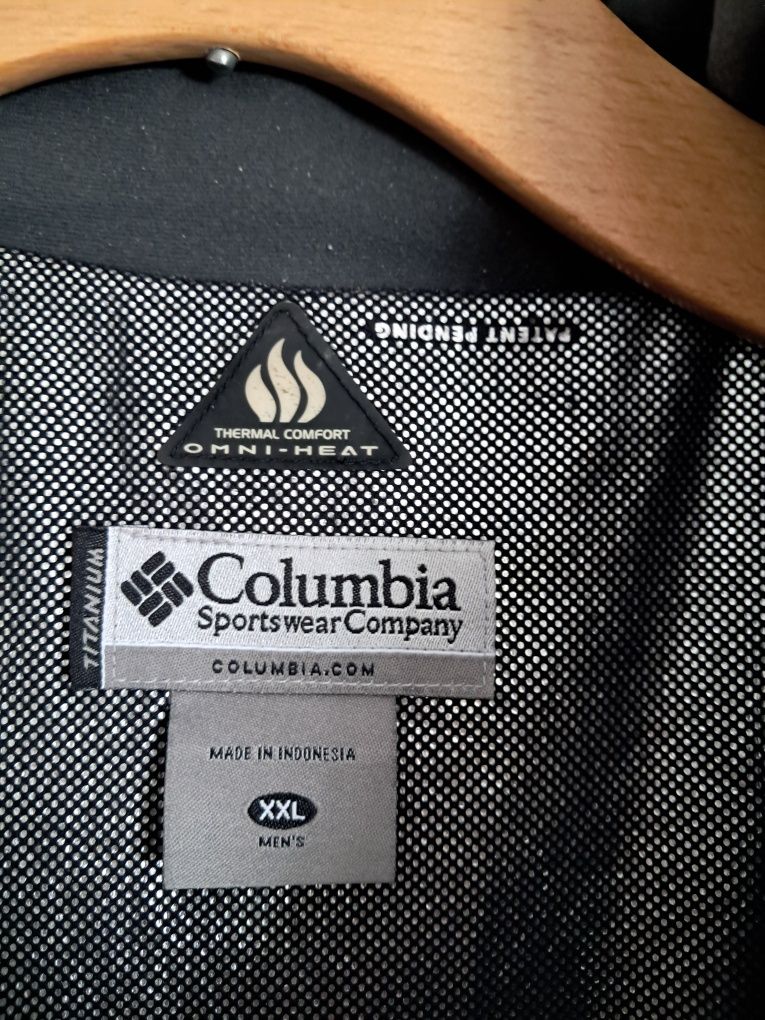 PATENT PENDING
THERMAL COMFORT
OMNI-HEAT
TITANIUM
Columbia
Sportswear Company
COLUMBIA.COM
MADE IN INDONESIA
XXL
MEN'S